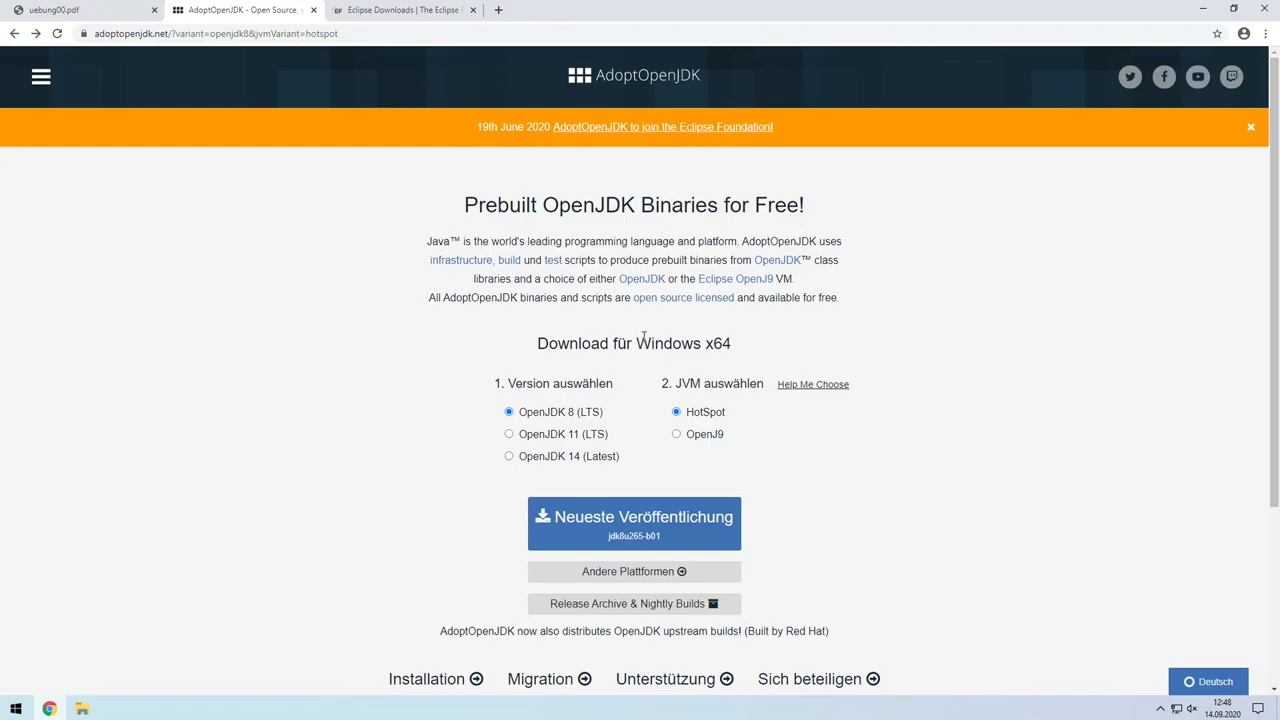 uebung00.pdf
AdoptOpenJDK - Open Source,
EF Eclipse Downloads | The Eclipse
adoptopenjdk.net/?variant=openjdk8&jvmVariant=hotspot
AdoptOpenJDK
19th June 2020 AdoptOpenJDK to join the Eclipse Foundation!
Prebuilt OpenJDK Binaries for Free!
Java™ is the world's leading programming language and platform. AdoptOpenJDK uses
infrastructure, build und test scripts to produce prebuilt binaries from OpenJDK™ class
libraries and a choice of either OpenJDK or the Eclipse OpenJ9 VM.
All AdoptOpenJDK binaries and scripts are open source licensed and available for free.
Download für Windows x64
1. Version auswählen
2. JVM auswählen
Help Me Choose
OpenJDK 8 (LTS)
HotSpot
OpenJDK 11 (LTS)
OpenJ9
OpenJDK 14 (Latest)
Neueste Veröffentlichung
jdk8u265-b01
Andere Plattformen
Release Archive & Nightly Builds
AdoptOpenJDK now also distributes OpenJDK upstream builds! (Built by Red Hat)
Installation
Migration
Unterstützung
Sich beteiligen
Deutsch
12:48
14.09.2020